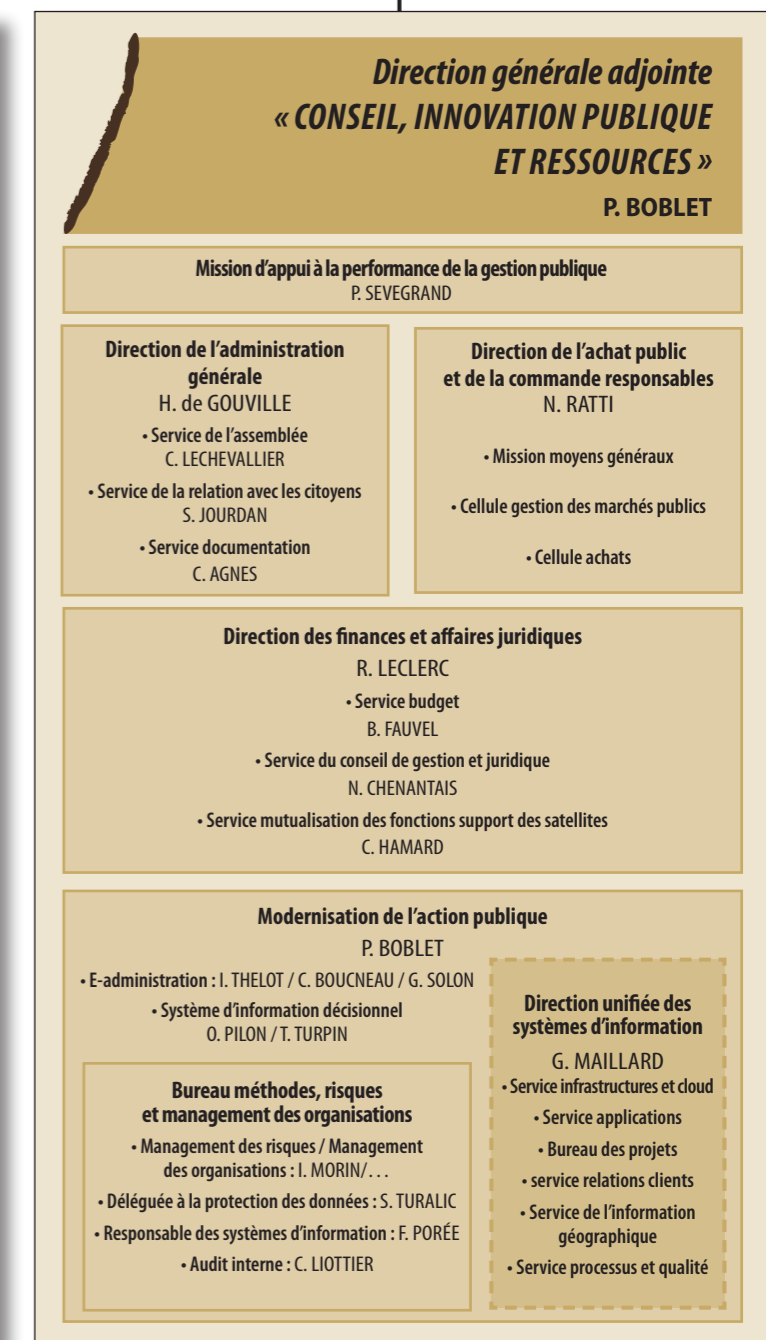 Direction générale adjointe
« CONSEIL, INNOVATION PUBLIQUE
ET RESSOURCES »
P. BOBLET
Mission d'appui à la performance de la gestion publique
P. SEVEGRAND
Direction de l'administration
générale
H. de GOUVILLE
• Service de l'assemblée
C. LECHEVALLIER
• Service de la relation avec les citoyens
S. JOURDAN
• Service documentation
C. AGNES
Direction de l'achat public
et de la commande responsables
N. RATTI
• Mission moyens généraux
• Cellule gestion des marchés publics
• Cellule achats
Direction des finances et affaires juridiques
R. LECLERC
• Service budget
B. FAUVEL
• Service du conseil de gestion et juridique
N. CHENANTAIS
• Service mutualisation des fonctions support des satellites
C. HAMARD
Modernisation de l'action publique
P. BOBLET
• E-administration : I. THELOT / C. BOUCNEAU / G. SOLON
• Système d'information décisionnel
O. PILON / T. TURPIN
Bureau méthodes, risques
et management des organisations
• Management des risques / Management
des organisations : I. MORIN/. . .
• Déléguée à la protection des données : S. TURALIC
• Responsable des systèmes d'information : F. PORÉE
• Audit interne : C. LIOTTIER
Direction unifiée des
systèmes d'information
G. MAILLARD
• Service infrastructures et cloud
• Service applications
• Bureau des projets
• service relations clients
• Service de l'information
géographique
• Service processus et qualité